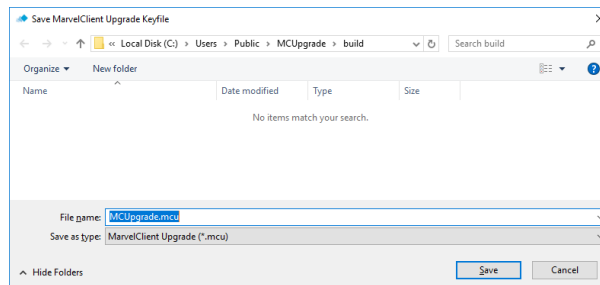 Save MarvelClient Upgrade Keyfile
« Local Disk (C:) > Users > Public > MCUpgrade > build
Search build
Organize
New folder
Name
Date modified
Type
Size
No items match your search.
File name:
MCUpgrade.mcu
Save as type:
MarvelClient Upgrade (*.mcu)
Hide Folders
Save
Cancel